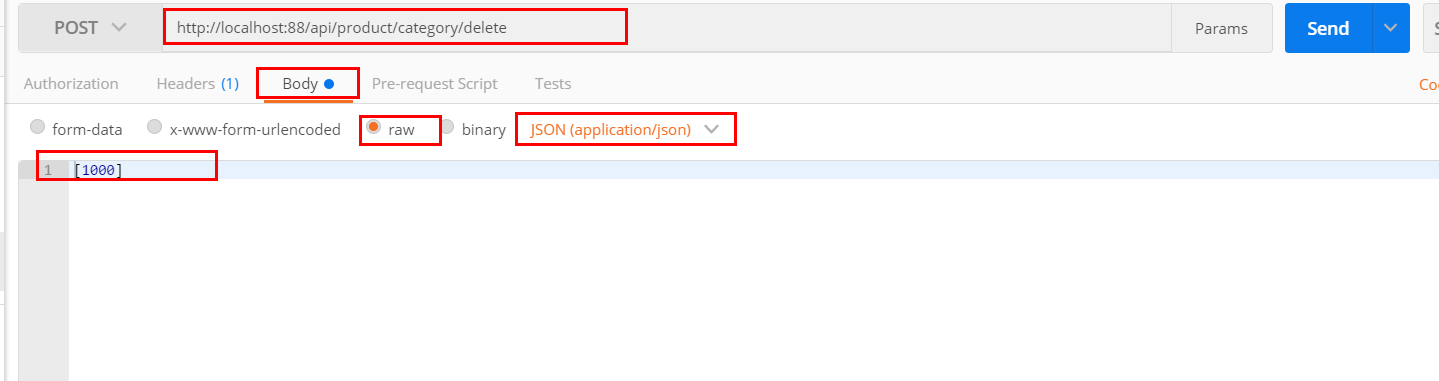 POST http://localhost:88/api/product/category/delete Params Send
Authorization Headers (1) Body Pre-request Script Tests
form-data x-www-form-urlencoded raw binary JSON (application/json)
1 [1000]